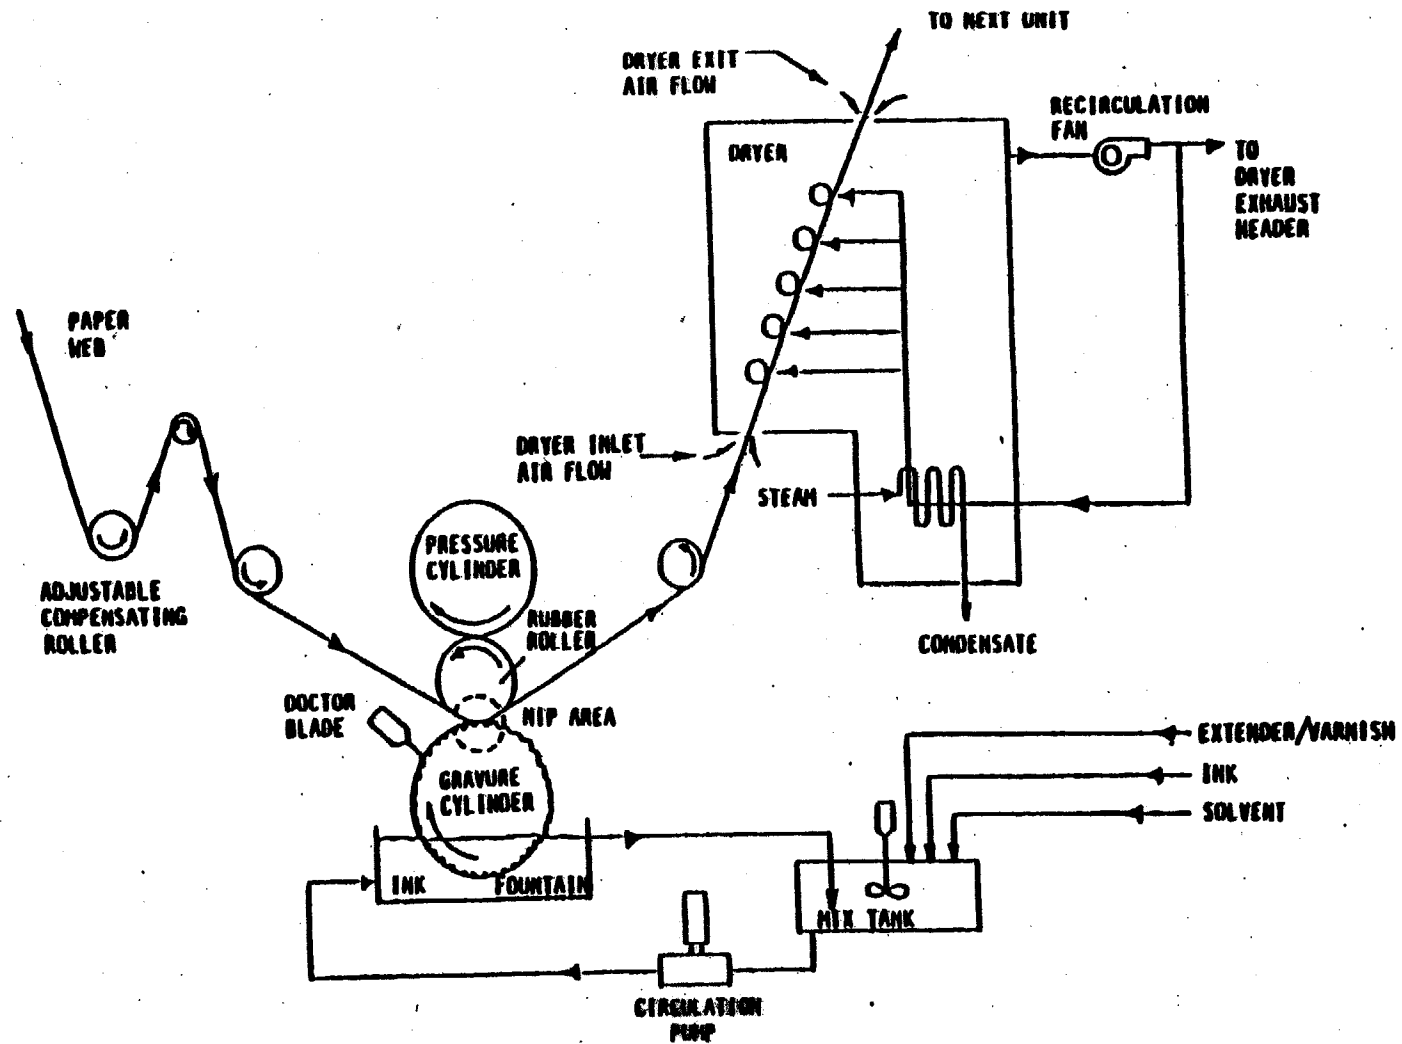 TO NEXT UNIT
DRYER EXIT
AIR FLOW
RECIRCULATION
FAN
DRYER
TO
DRYER
EXHAUST
HEADER
PAPER
WEB
DRYER INLET
AIR FLOW
STEAM
PRESSURE
CYLINDER
ADJUSTABLE
COMPENSATING
ROLLER
RUBBER
ROLLER
CONDENSATE
DOCTOR
BLADE
NIP AREA
EXTENDER/VARNISH
INK
SOLVENT
GRAVURE
CYLINDER
INK FOUNTAIN
MIX TANK
CIRCULATION
PUMP